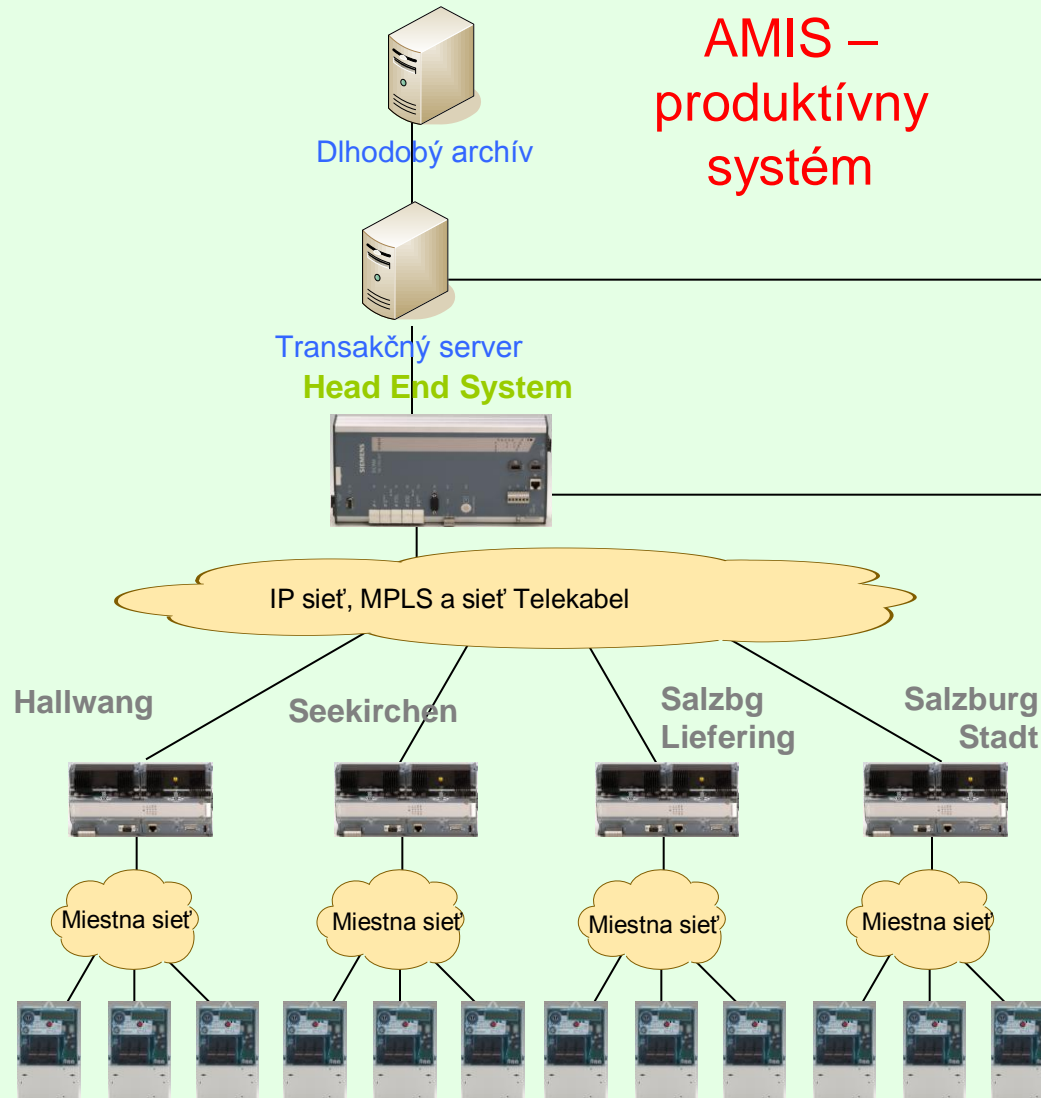 AMIS –
produktívny
systém
Dlhodobý archív
Transakčný server
Head End System
SIEMENS
IP sieť, MPLS a sieť Telekabel
Hallwang
Seekirchen
Salzbg
Liefering
Salzburg
Stadt
Miestna sieť
Miestna sieť
Miestna sieť
Miestna sieť